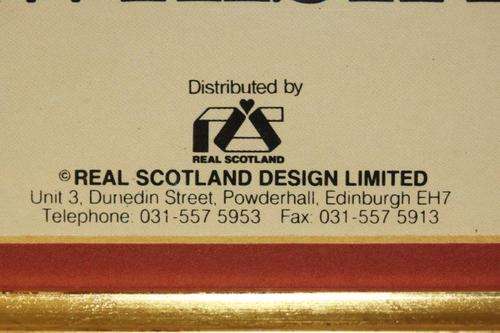 Distributed by
REAL SCOTLAND
© REAL SCOTLAND DESIGN LIMITED
Unit 3, Dunedin Street, Powderhall, Edinburgh EH7
Telephone: 031-557 5953 Fax: 031-557 5913